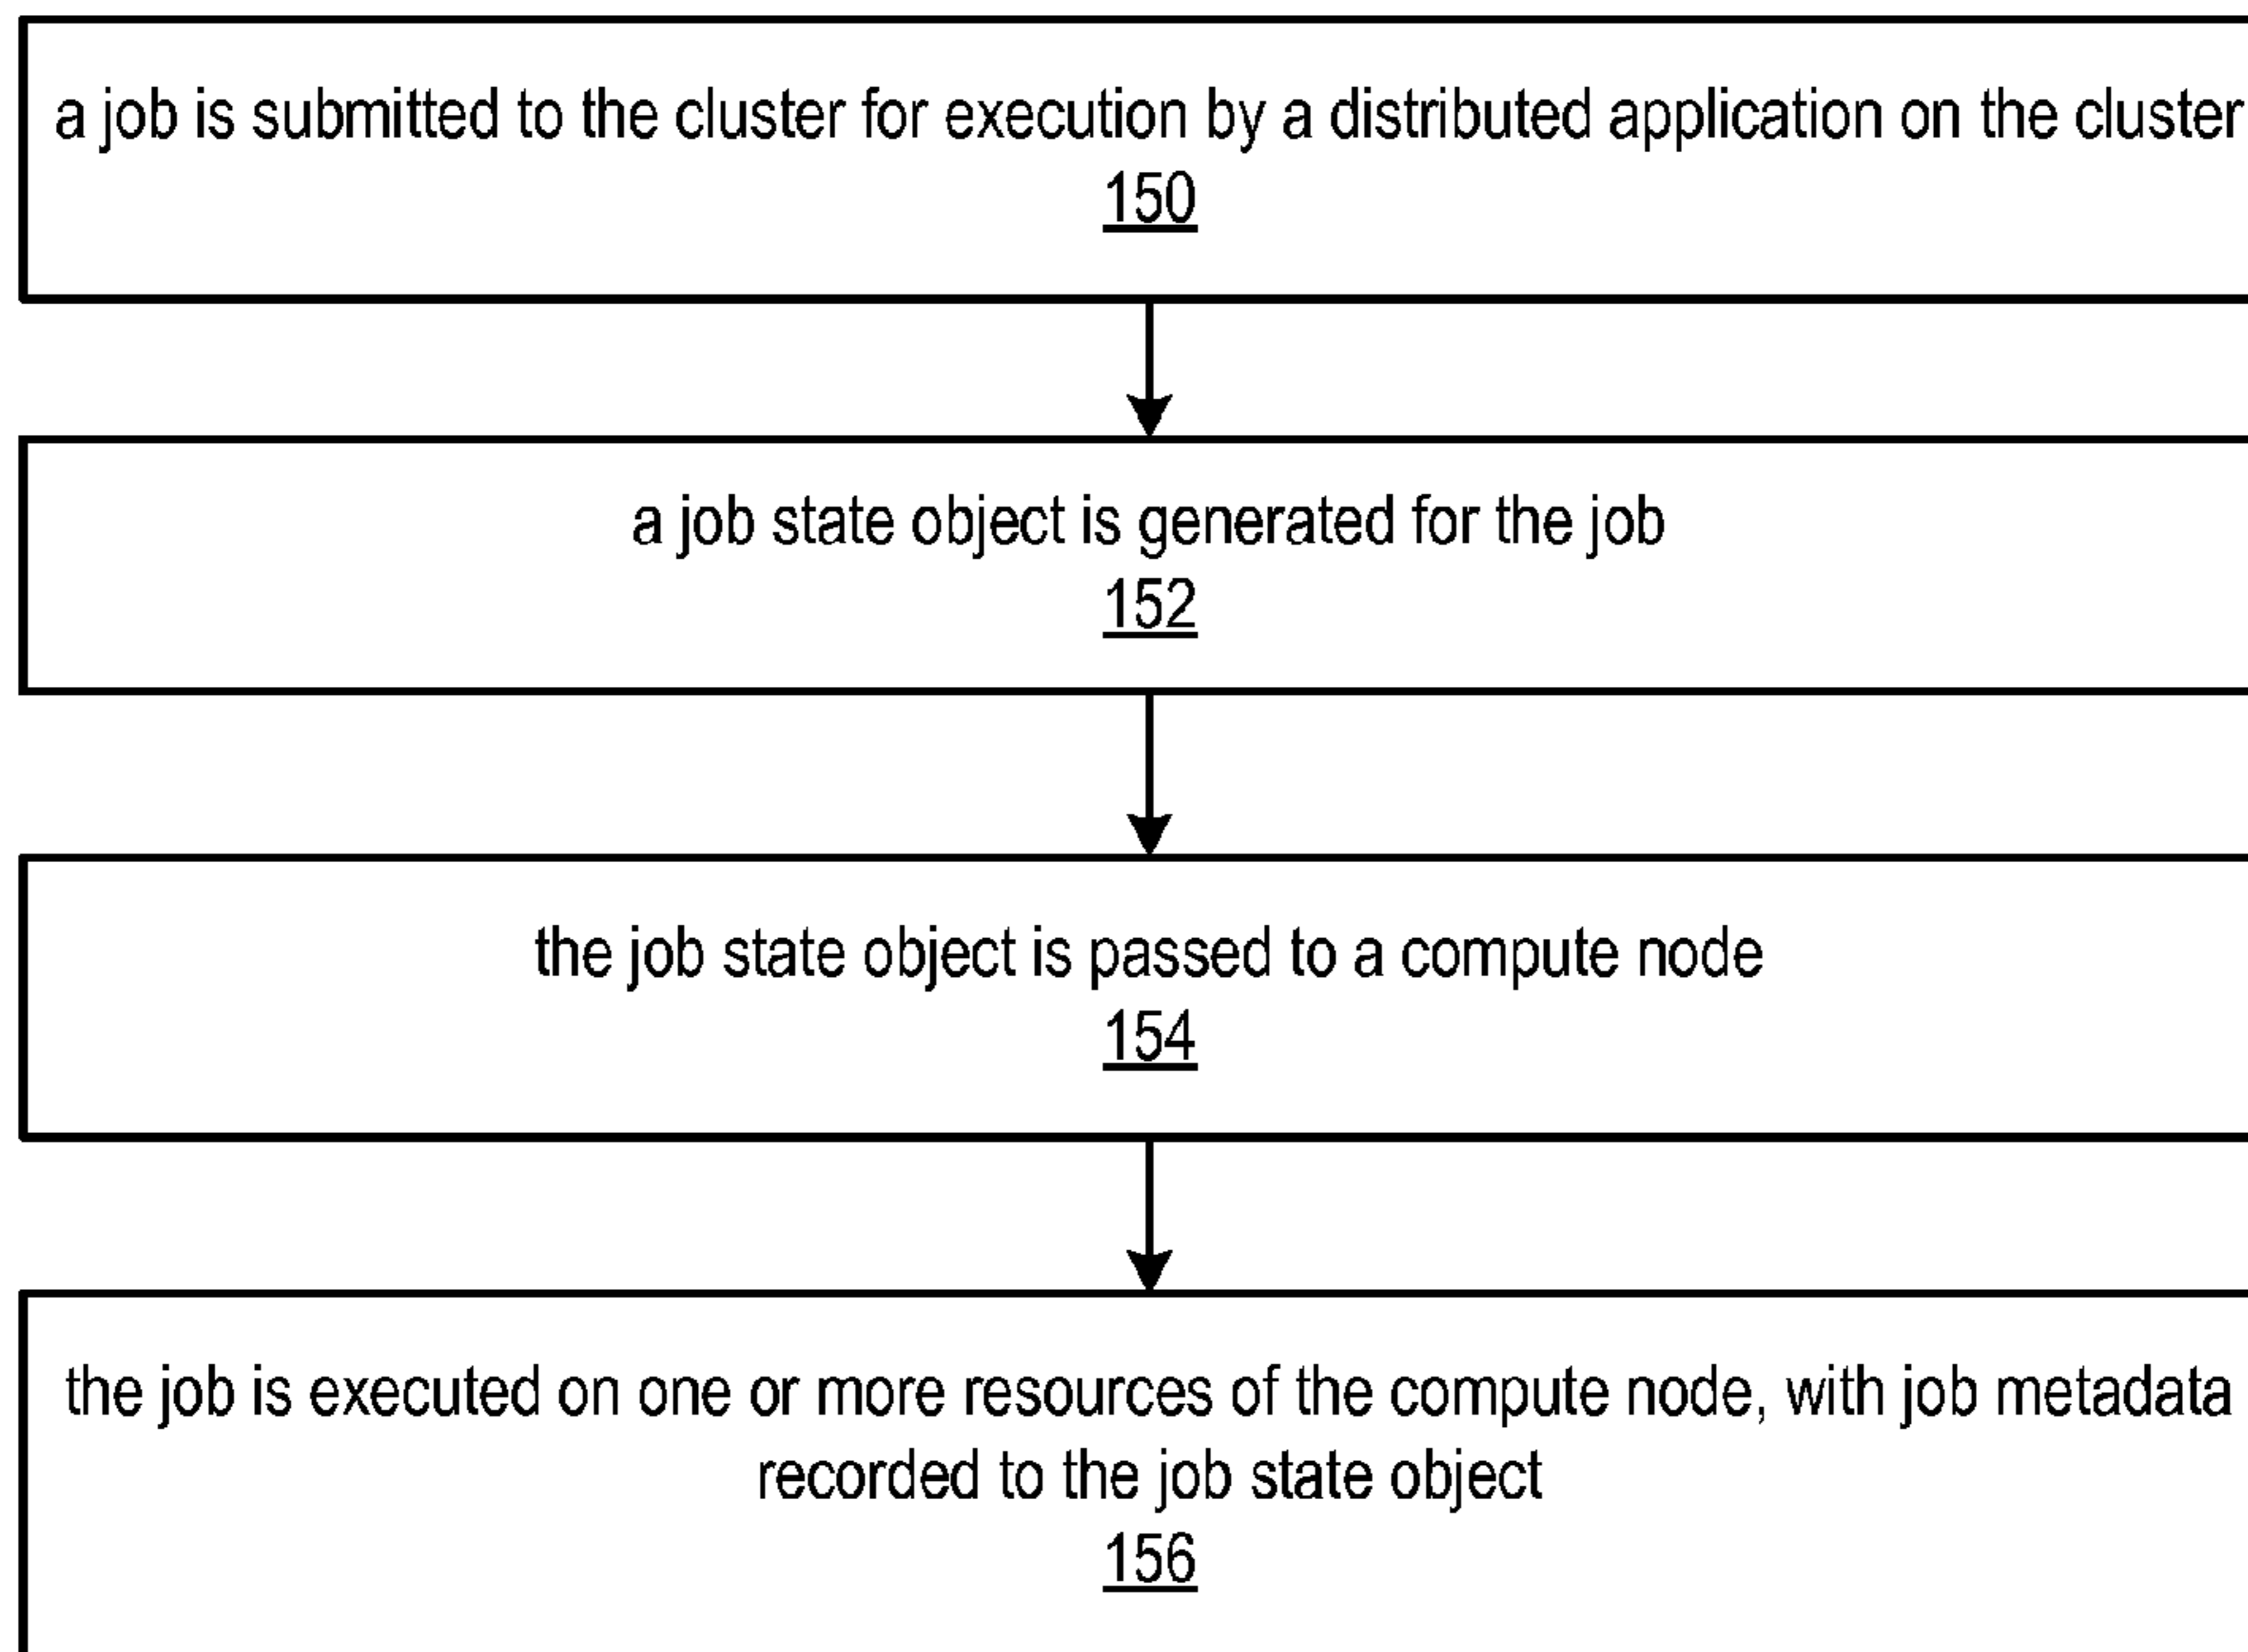 a job is submitted to the cluster for execution by a distributed application on the cluster
150
a job state object is generated for the job
152
the job state object is passed to a compute node
154
the job is executed on one or more resources of the compute node, with job metadata
recorded to the job state object
156